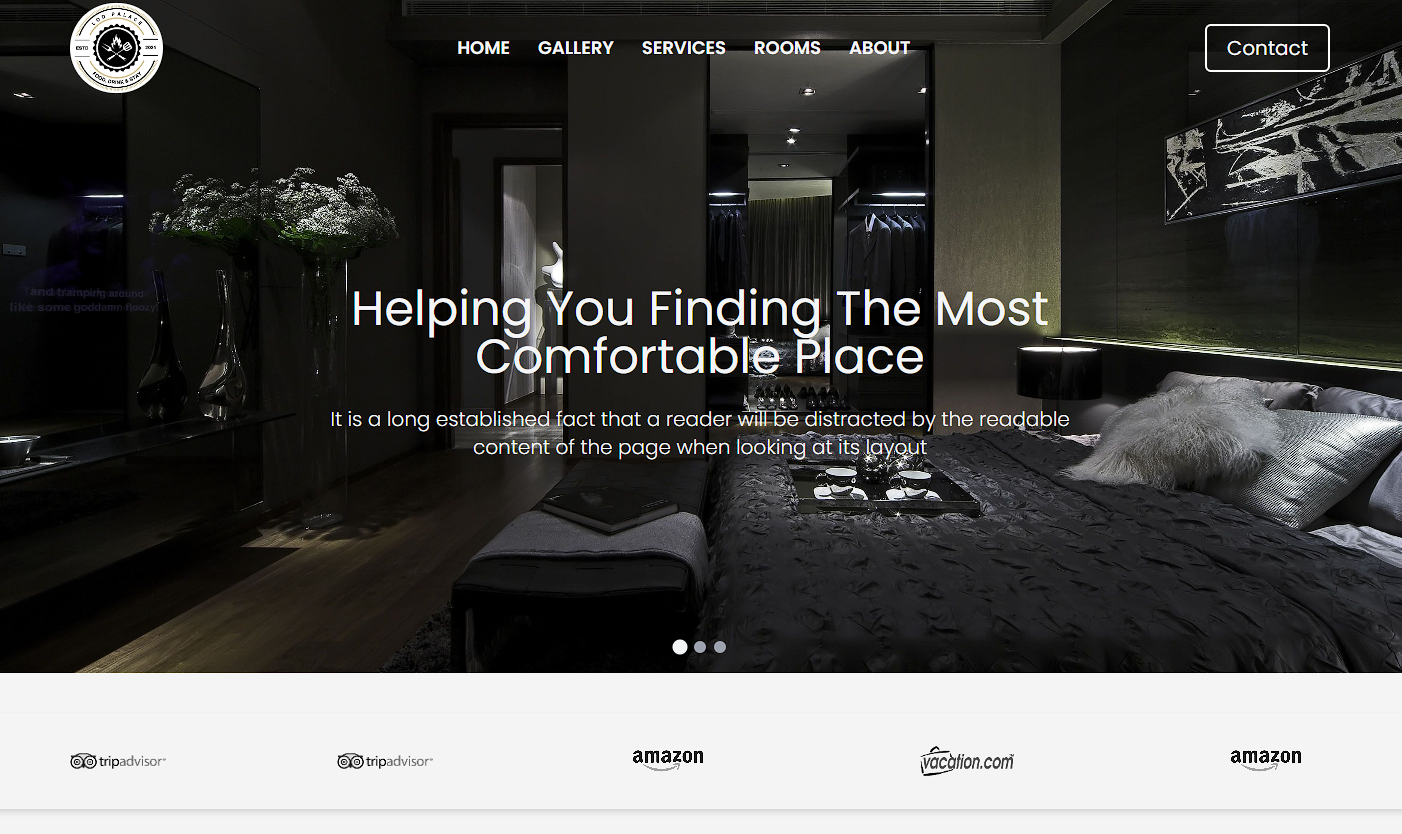 LOD PALACE
ESTD
2021
FOOD, DRINK & STAY
HOME GALLERY SERVICES ROOMS ABOUT
Contact
and tramping around
like some goddamn floozy!
Helping You Finding The Most
Comfortable Place
It is a long established fact that a reader will be distracted by the readable
content of the page when looking at its layout
tripadvisor
tripadvisor
amazon
vacation.com
amazon